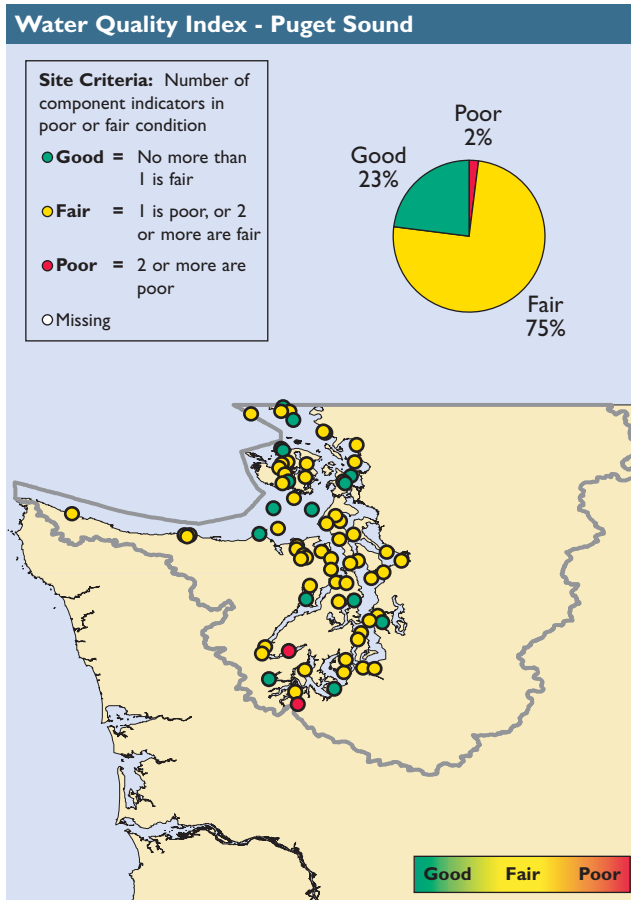 Water Quality Index - Puget Sound
Site Criteria: Number of
component indicators in
poor or fair condition
Good = No more than
1 is fair
Fair = 1 is poor, or 2
or more are fair
Poor = 2 or more are
poor
Missing
Poor
2%
Good
23%
Fair
75%
Good Fair Poor